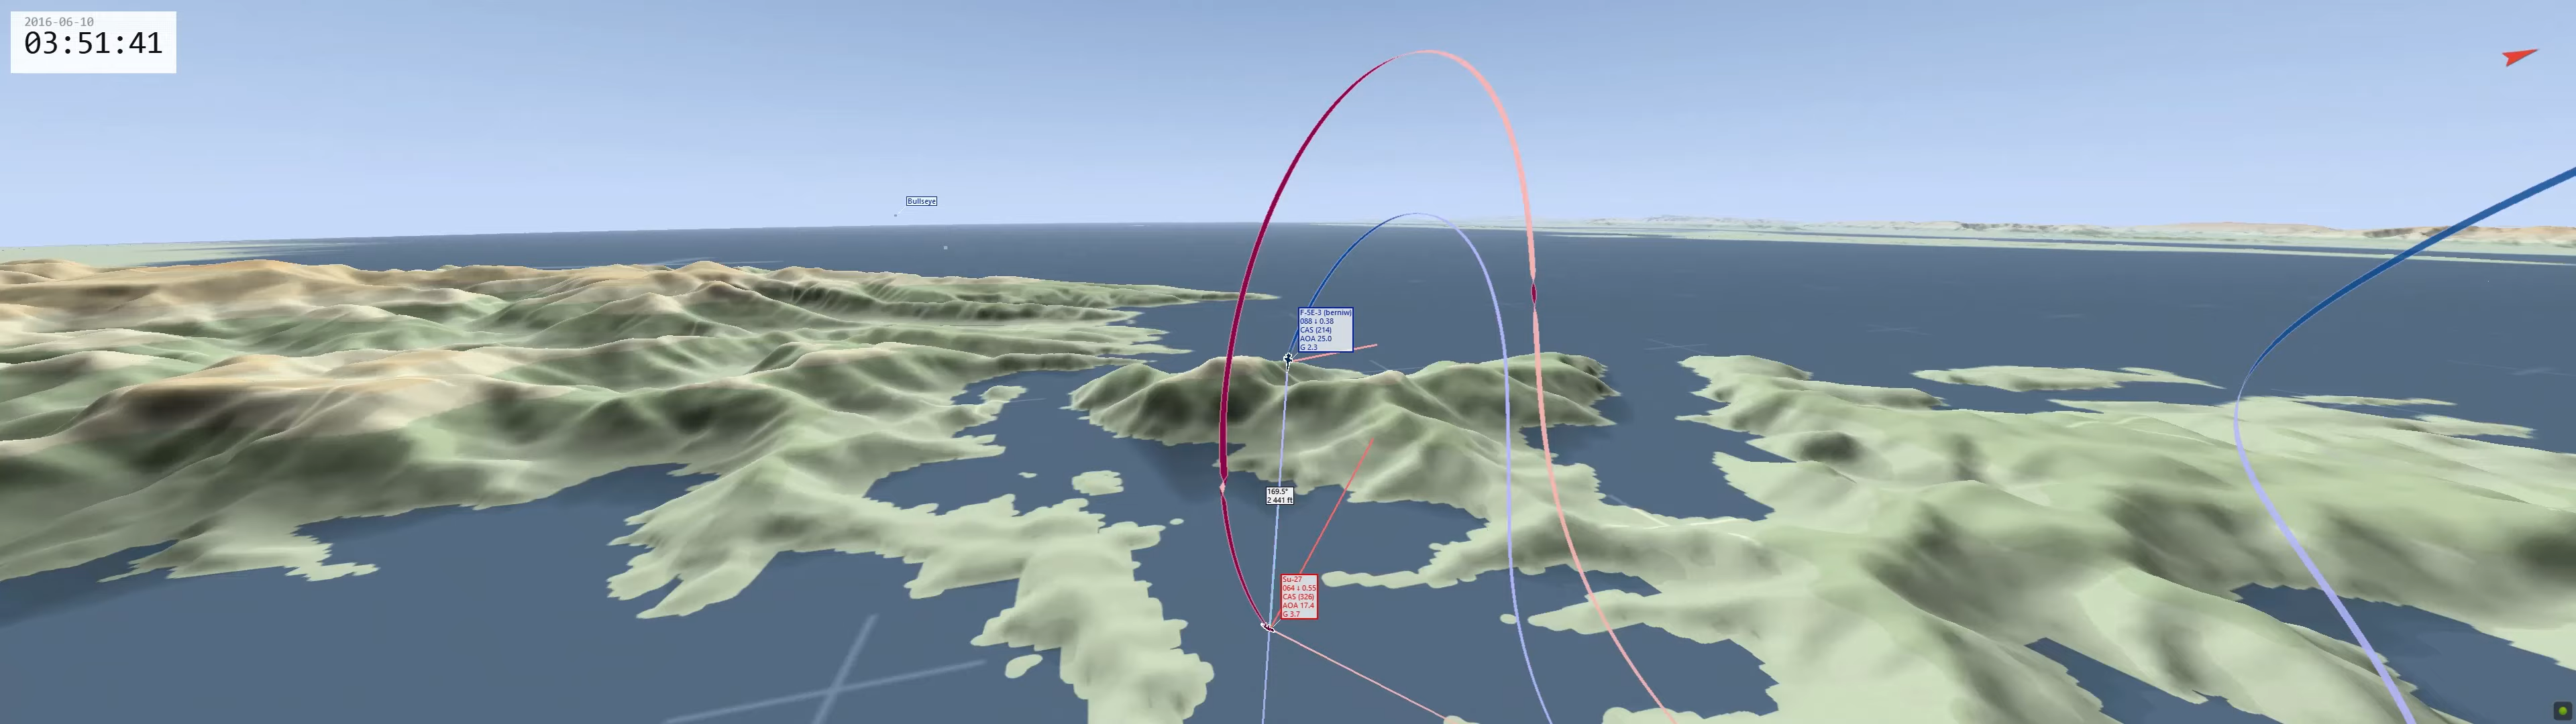 2016-06-10
03:51:41
Bullseye
F-5E-3 (berniw)
088 ↓ 0.38
CAS (214)
AOA 25.0
G 2.3
169.5°
2 441 ft
Su-27
064 ↓ 0.55
CAS (326)
AOA 17.4
G 3.7